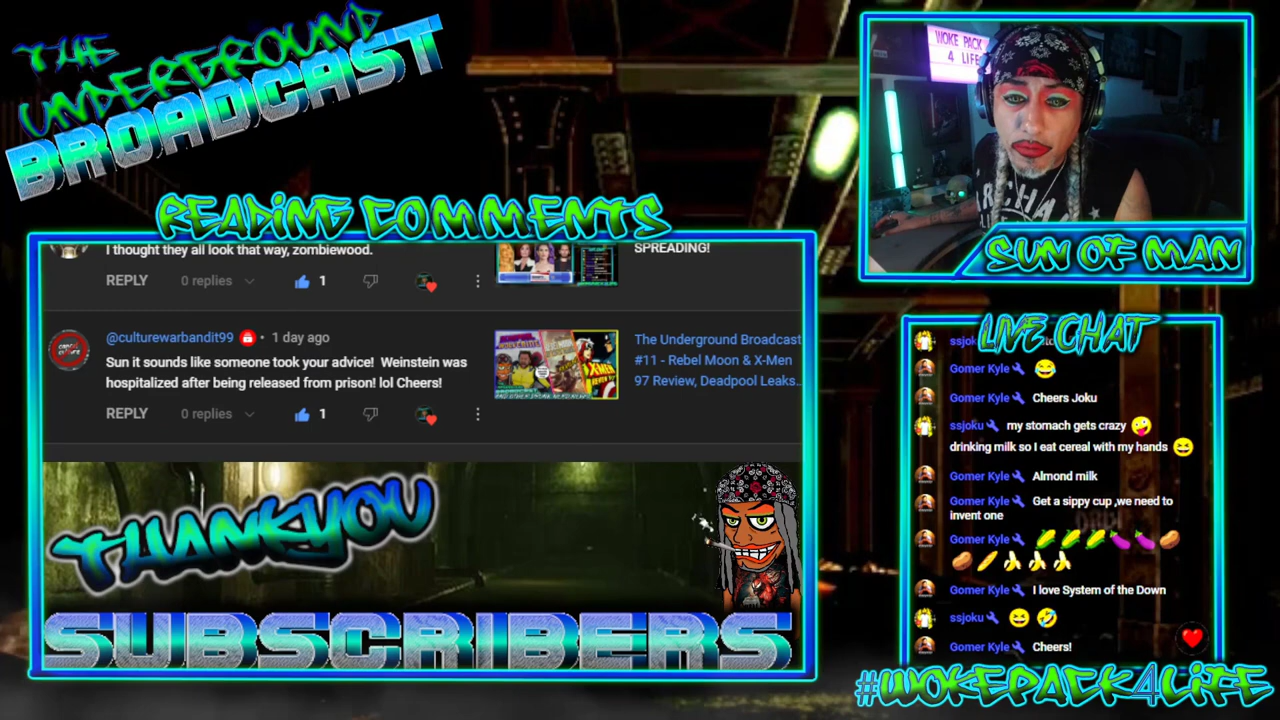 THE
UNDERGROUND
BROADCAST
WOKE PACK
4 LIFE
SUN OF MAN
READING COMMENTS
I thought they all look that way, zombiewood.
SPREADING!
REPLY 0 replies 1
@culturewarbandit99 • 1 day ago
Sun it sounds like someone took your advice! Weinstein was
hospitalized after being released from prison! lol Cheers!
REPLY 0 replies 1
The Underground Broadcast
#11 - Rebel Moon & X-Men
97 Review, Deadpool Leaks...
THANKYOU
SUBSCRIBERS
LIVE CHAT
ssjok
Gomer Kyle 😂
Gomer Kyle Cheers Joku
ssjoku my stomach gets crazy 🤪
drinking milk so I eat cereal with my hands 😆
Gomer Kyle Almond milk
Gomer Kyle Get a sippy cup ,we need to
invent one
Gomer Kyle 🌽🌽🌽🍆🍆🥜
🥜🥖🍌🍌🍌
Gomer Kyle I love System of the Down
ssjoku 😆 🤣
Gomer Kyle Cheers!
#WOKEPACK4LIFE